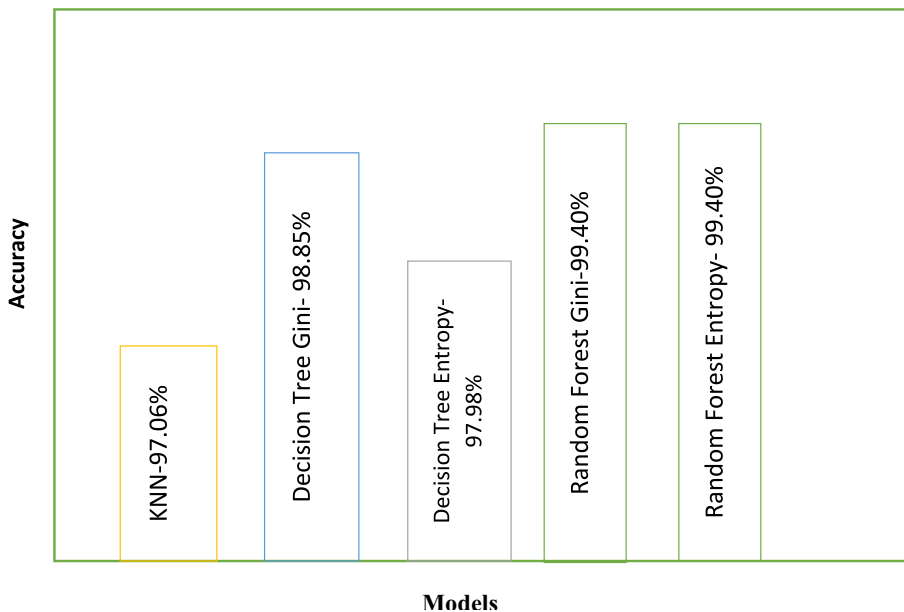 Accuracy
KNN-97.06%
Decision Tree Gini- 98.85%
Decision Tree Entropy-
97.98%
Random Forest Gini-99.40%
Random Forest Entropy- 99.40%
Models